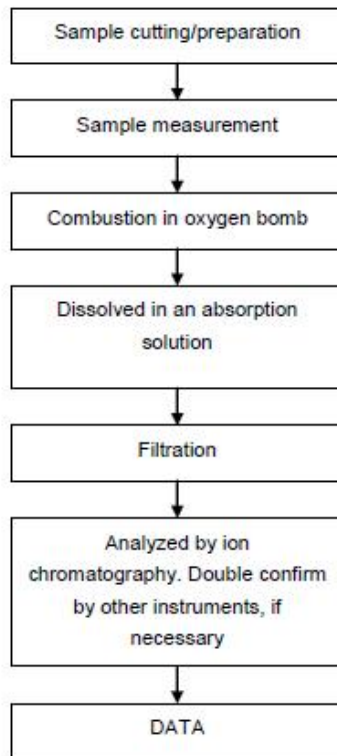 Sample cutting/preparation
Sample measurement
Combustion in oxygen bomb
Dissolved in an absorption
solution
Filtration
Analyzed by ion
chromatography. Double confirm
by other instruments, if
necessary
DATA